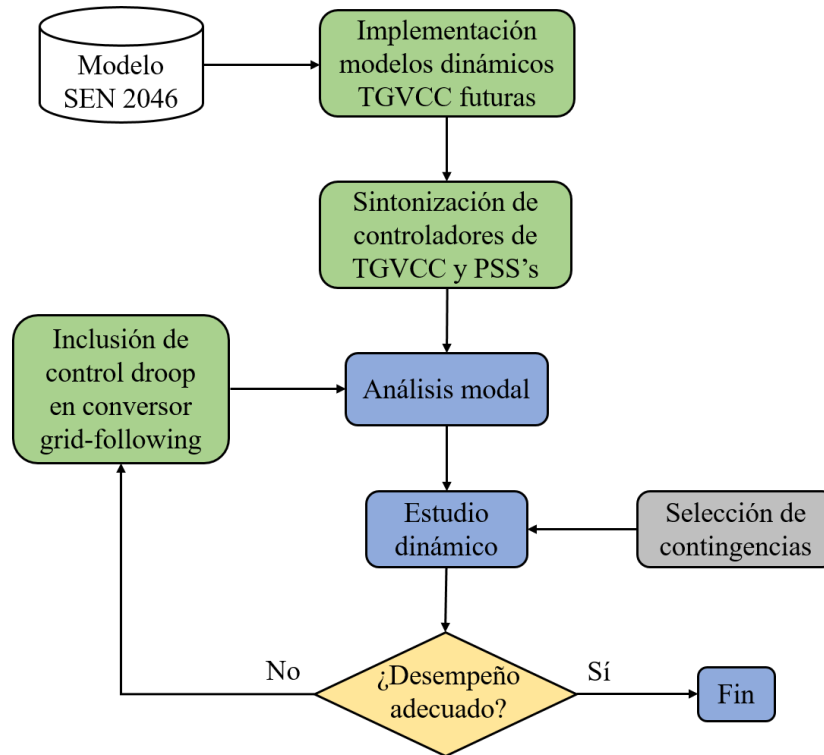 Modelo
SEN 2046
Implementación
modelos dinámicos
TGVCC futuras
Sintonización de
controladores de
TGVCC y PSS's
Inclusión de
control droop
en conversor
grid-following
Análisis modal
Estudio
dinámico
Selección de
contingencias
No
¿Desempeño
adecuado?
Sí
Fin